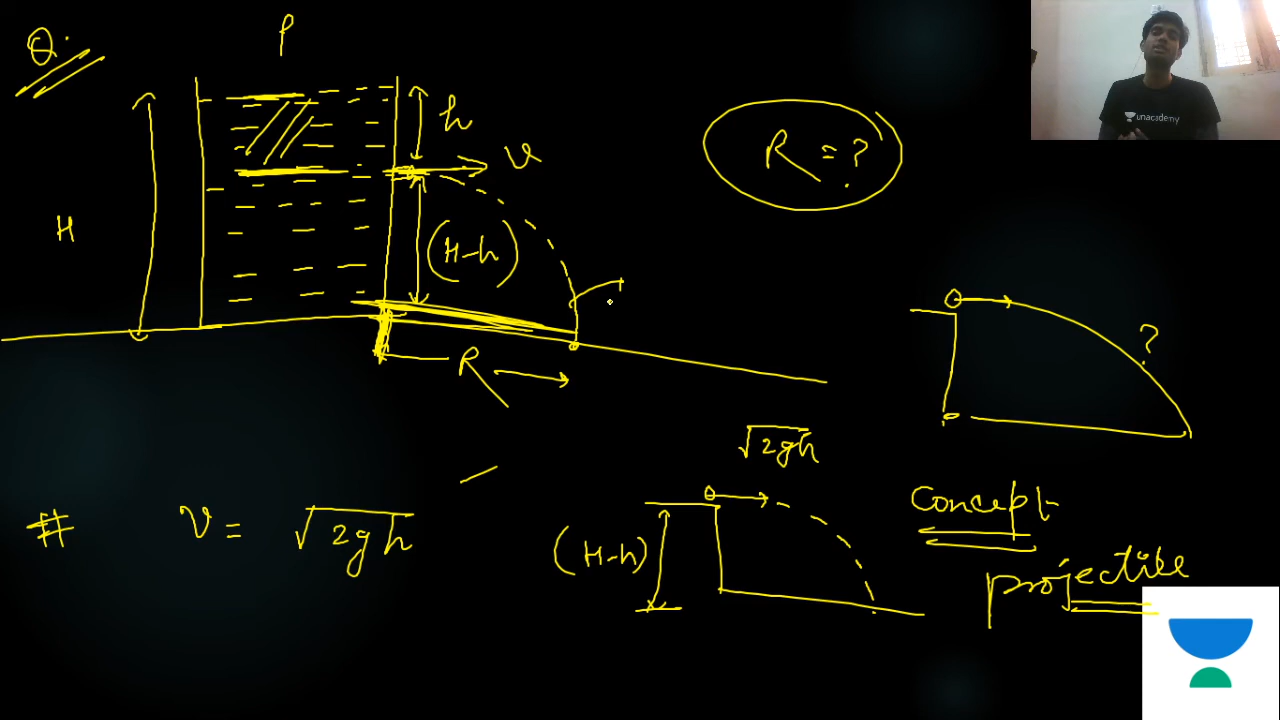 Q.
ρ
h
v
H
(H-h)
R
R = ?
unacademy
?
# v = √2gh
√2gh
(H-h)
concept
projectile